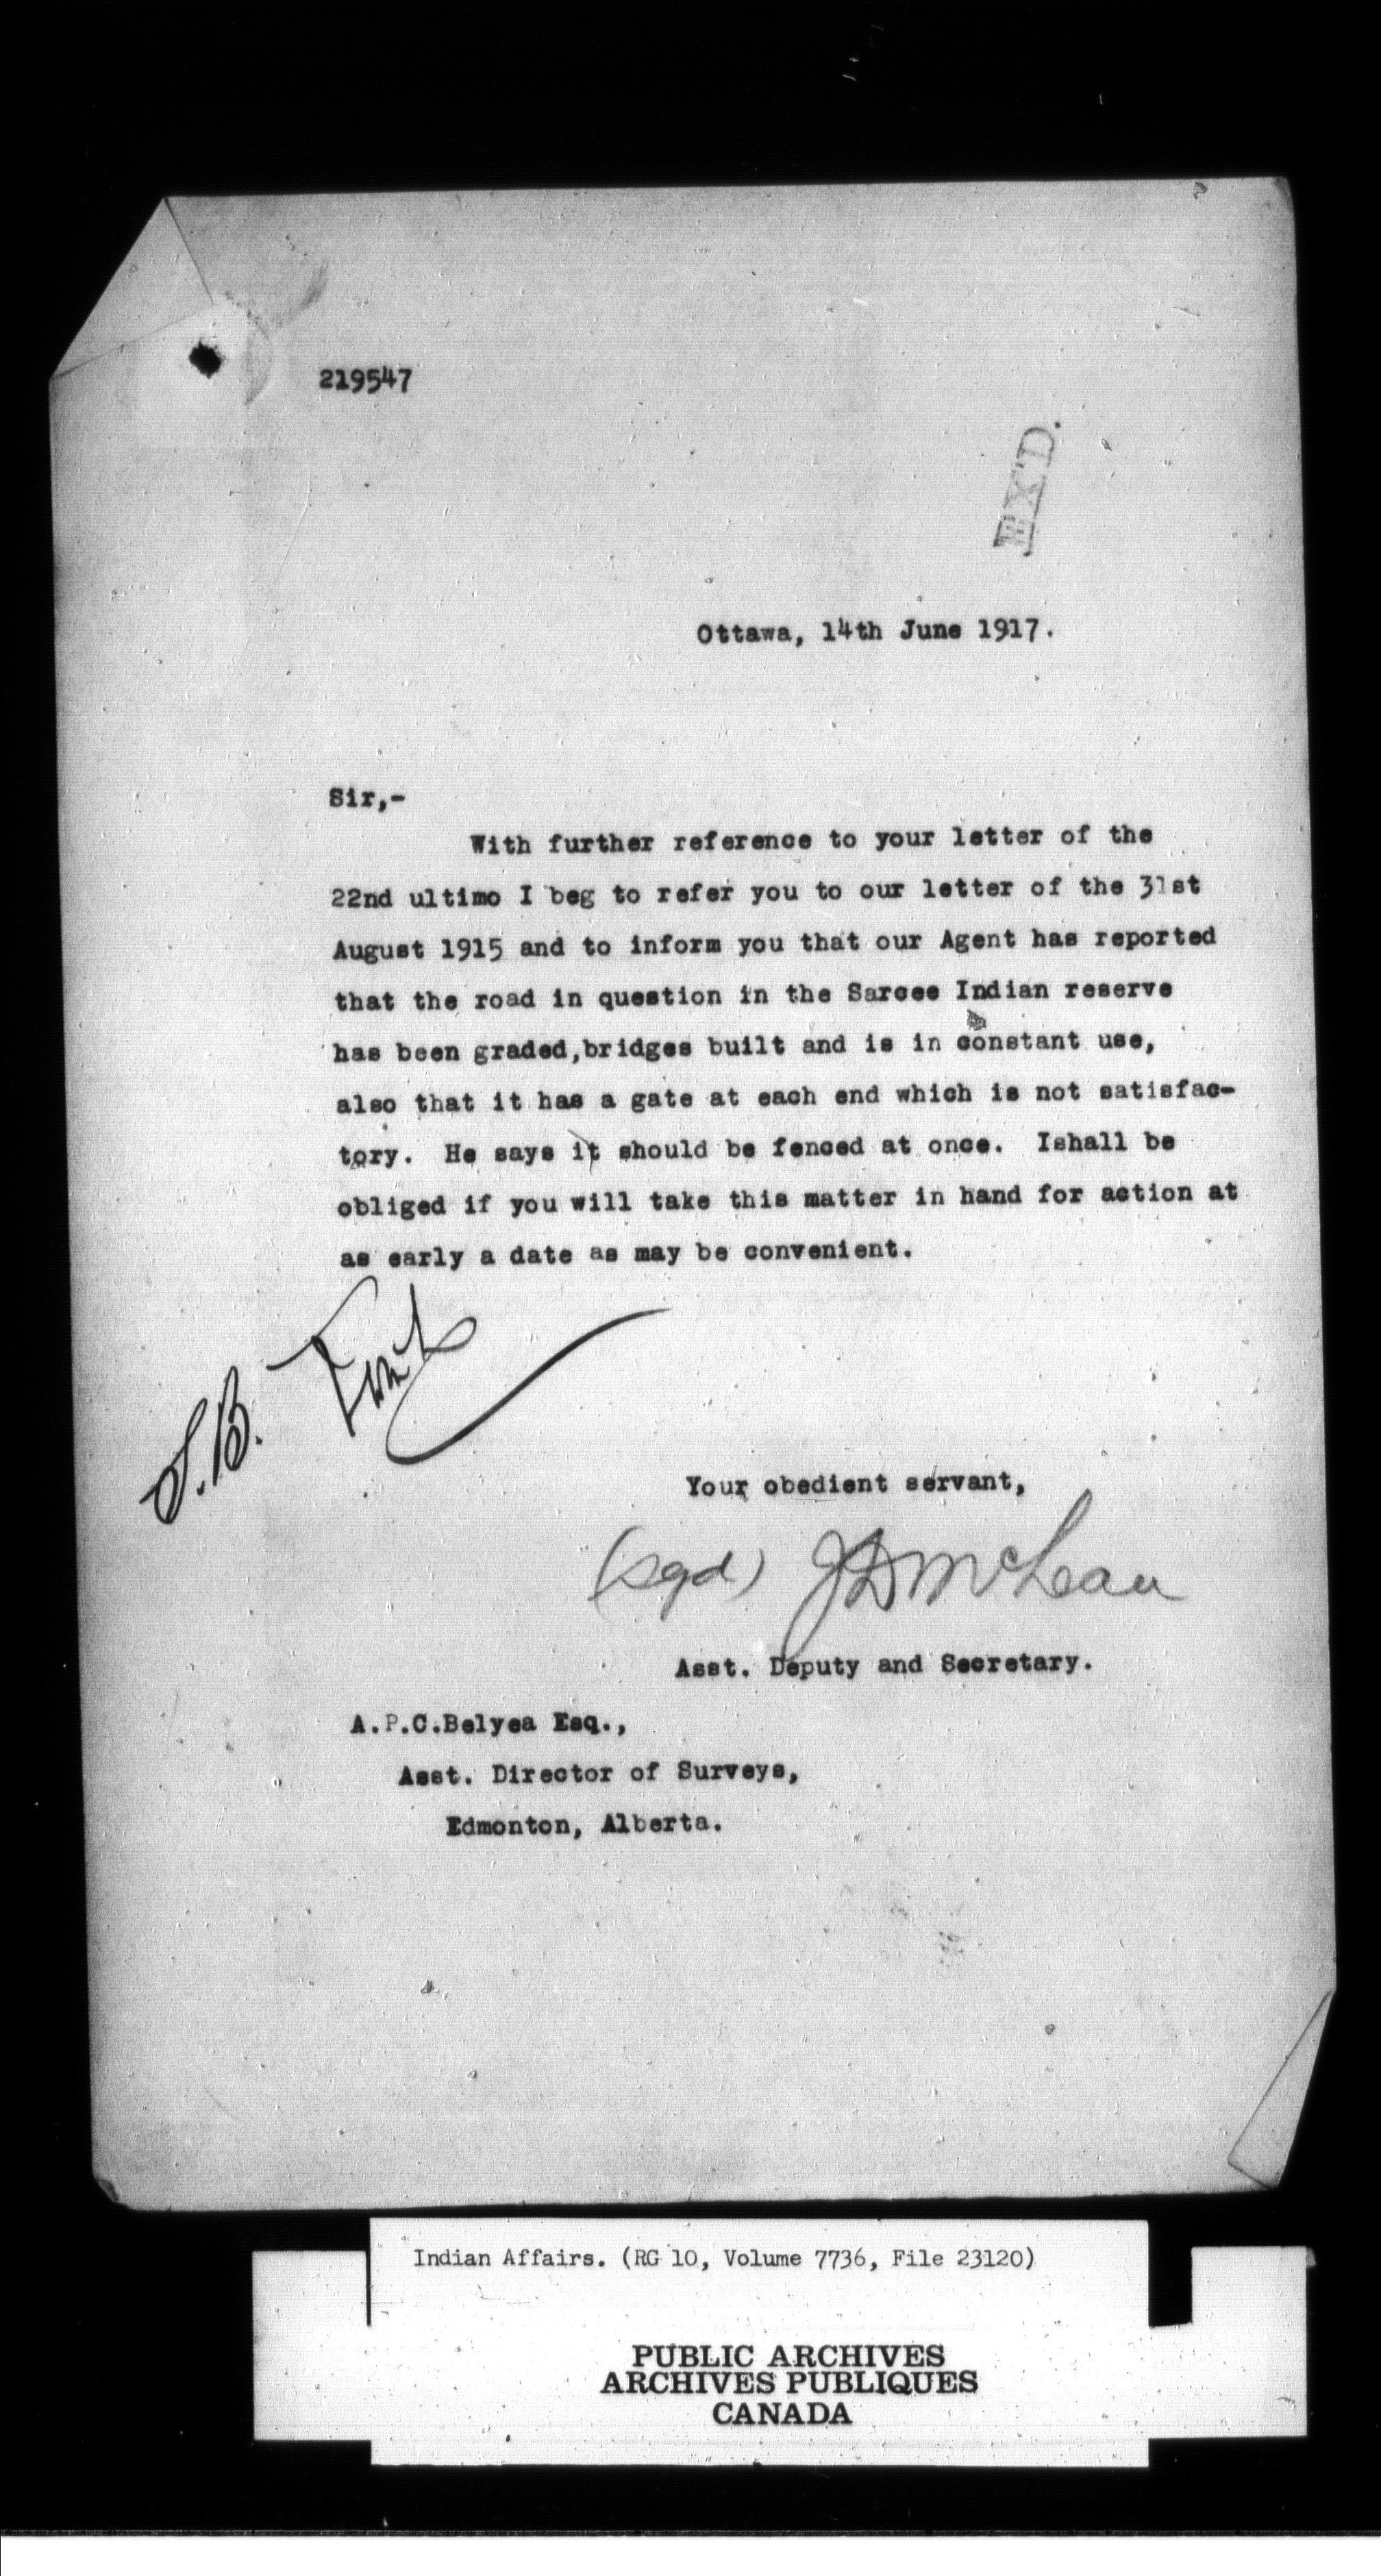 219547
EX'D.
Ottawa, 14th June 1917.
Sir,-
With further reference to your letter of the
22nd ultimo I beg to refer you to our letter of the 31st
August 1915 and to inform you that our Agent has reported
that the road in question in the Sarcee Indian reserve
has been graded,bridges built and is in constant use,
also that it has a gate at each end which is not satisfac-
tory. He says it should be fenced at once. Ishall be
obliged if you will take this matter in hand for action at
as early a date as may be convenient.
Your obedient servant,
(sgd) JD McLean
Asst. Deputy and Secretary.
A.P.C.Belyea Esq.,
Asst. Director of Surveys,
Edmonton, Alberta.
Indian Affairs. (RG 10, Volume 7736, File 23120)
PUBLIC ARCHIVES
ARCHIVES PUBLIQUES
CANADA